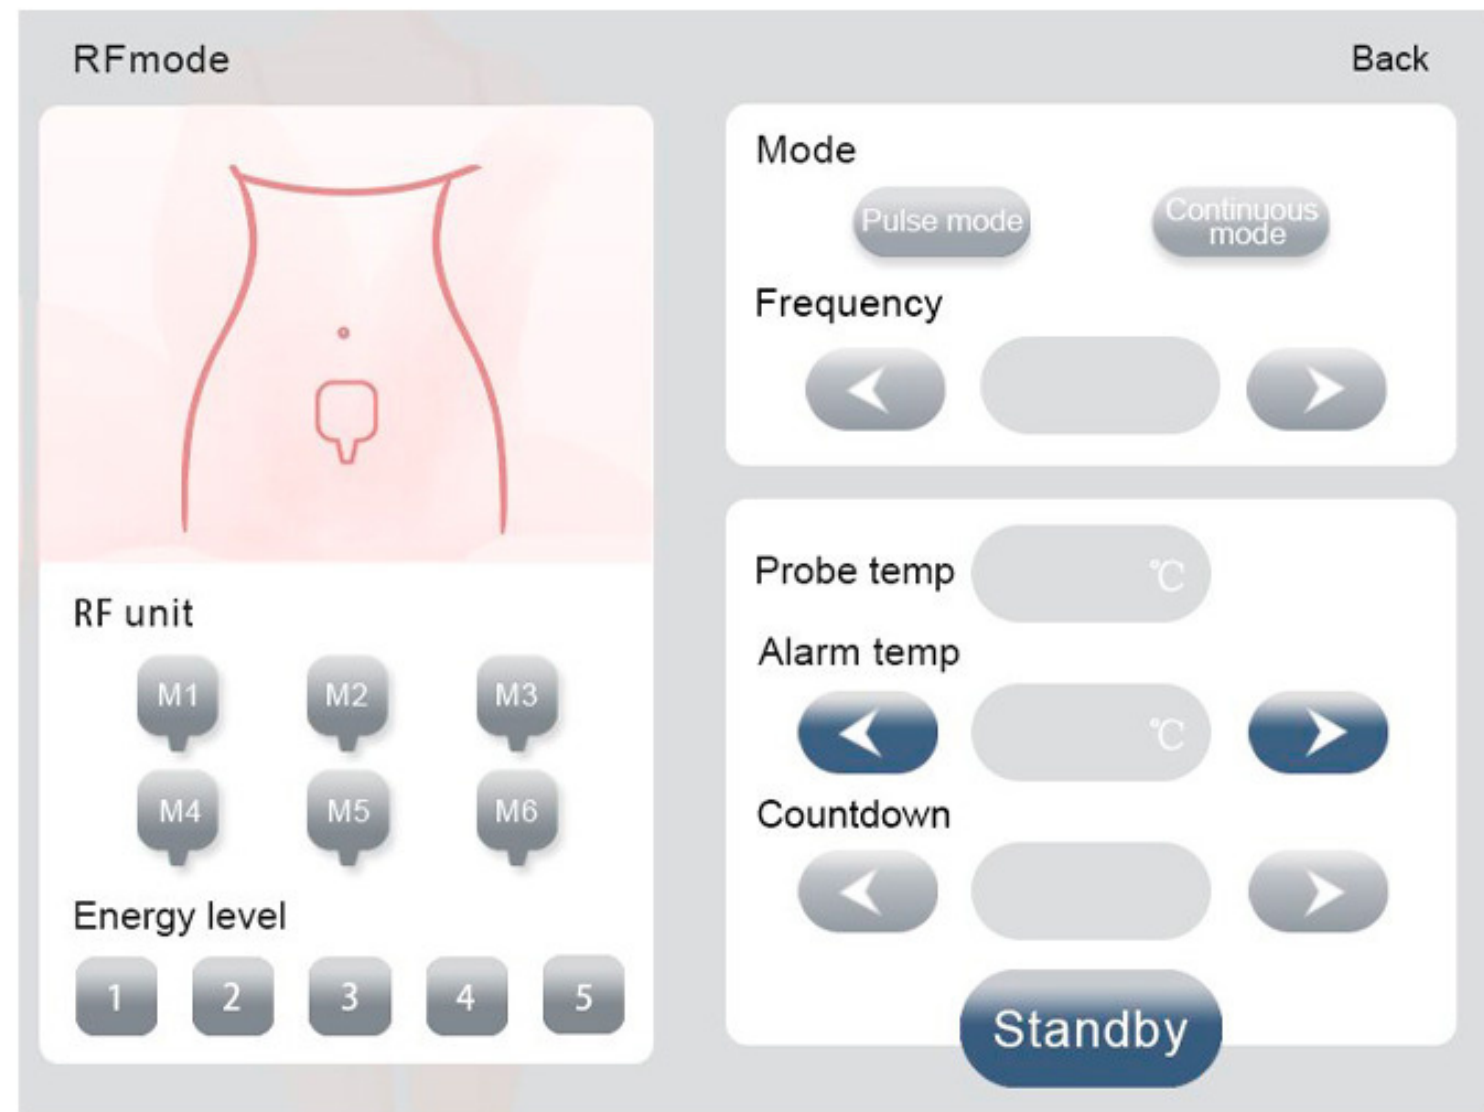 RFmode
Back
RF unit
M1 M2 M3
M4 M5 M6
Energy level
1 2 3 4 5
Mode
Pulse mode
Continuous
mode
Frequency
Probe temp ℃
Alarm temp
℃
Countdown
Standby